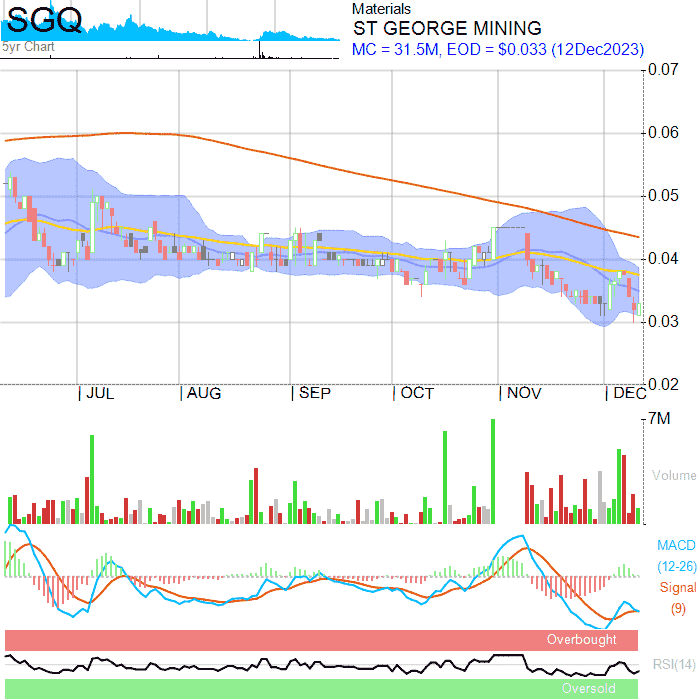 SGQ
5yr Chart
Materials
ST GEORGE MINING
MC = 31.5M, EOD = $0.033 (12Dec2023)
0.07
0.06
0.05
0.04
0.03
0.02
JUL AUG SEP OCT NOV DEC
7M
Volume
MACD
(12-26)
Signal
(9)
Overbought
RSI(14)
Oversold